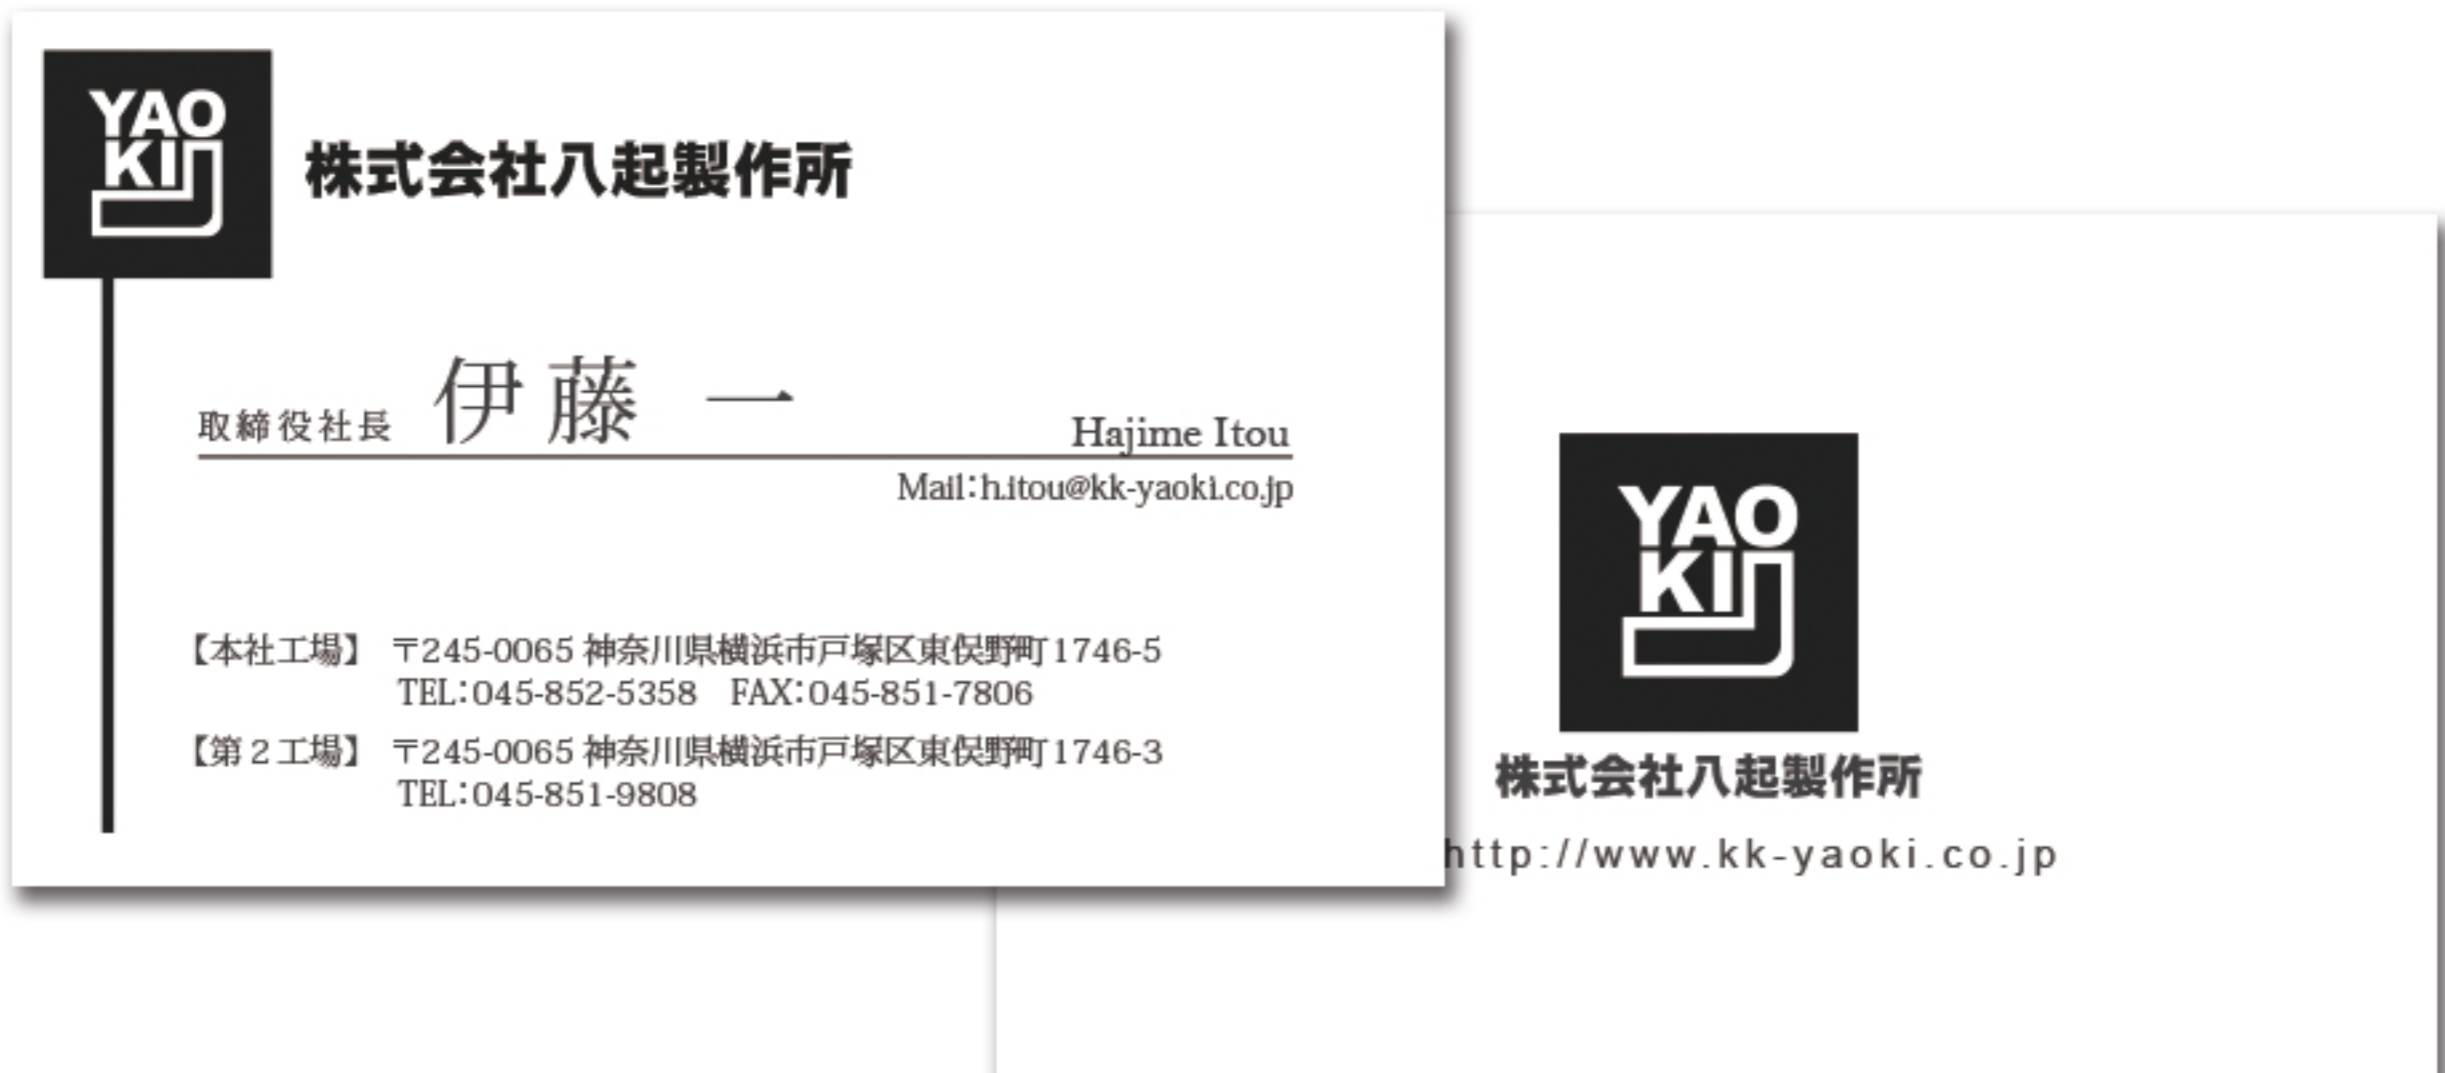 YAO
KI
株式会社八起製作所
取締役社長 伊藤 一 Hajime Itou
Mail:h.itou@kk-yaoki.co.jp
【本社工場】 〒245-0065 神奈川県横浜市戸塚区東俣野町1746-5
TEL:045-852-5358 FAX:045-851-7806
【第2工場】 〒245-0065 神奈川県横浜市戸塚区東俣野町1746-3
TEL:045-851-9808
YAO
KI
株式会社八起製作所
http://www.kk-yaoki.co.jp